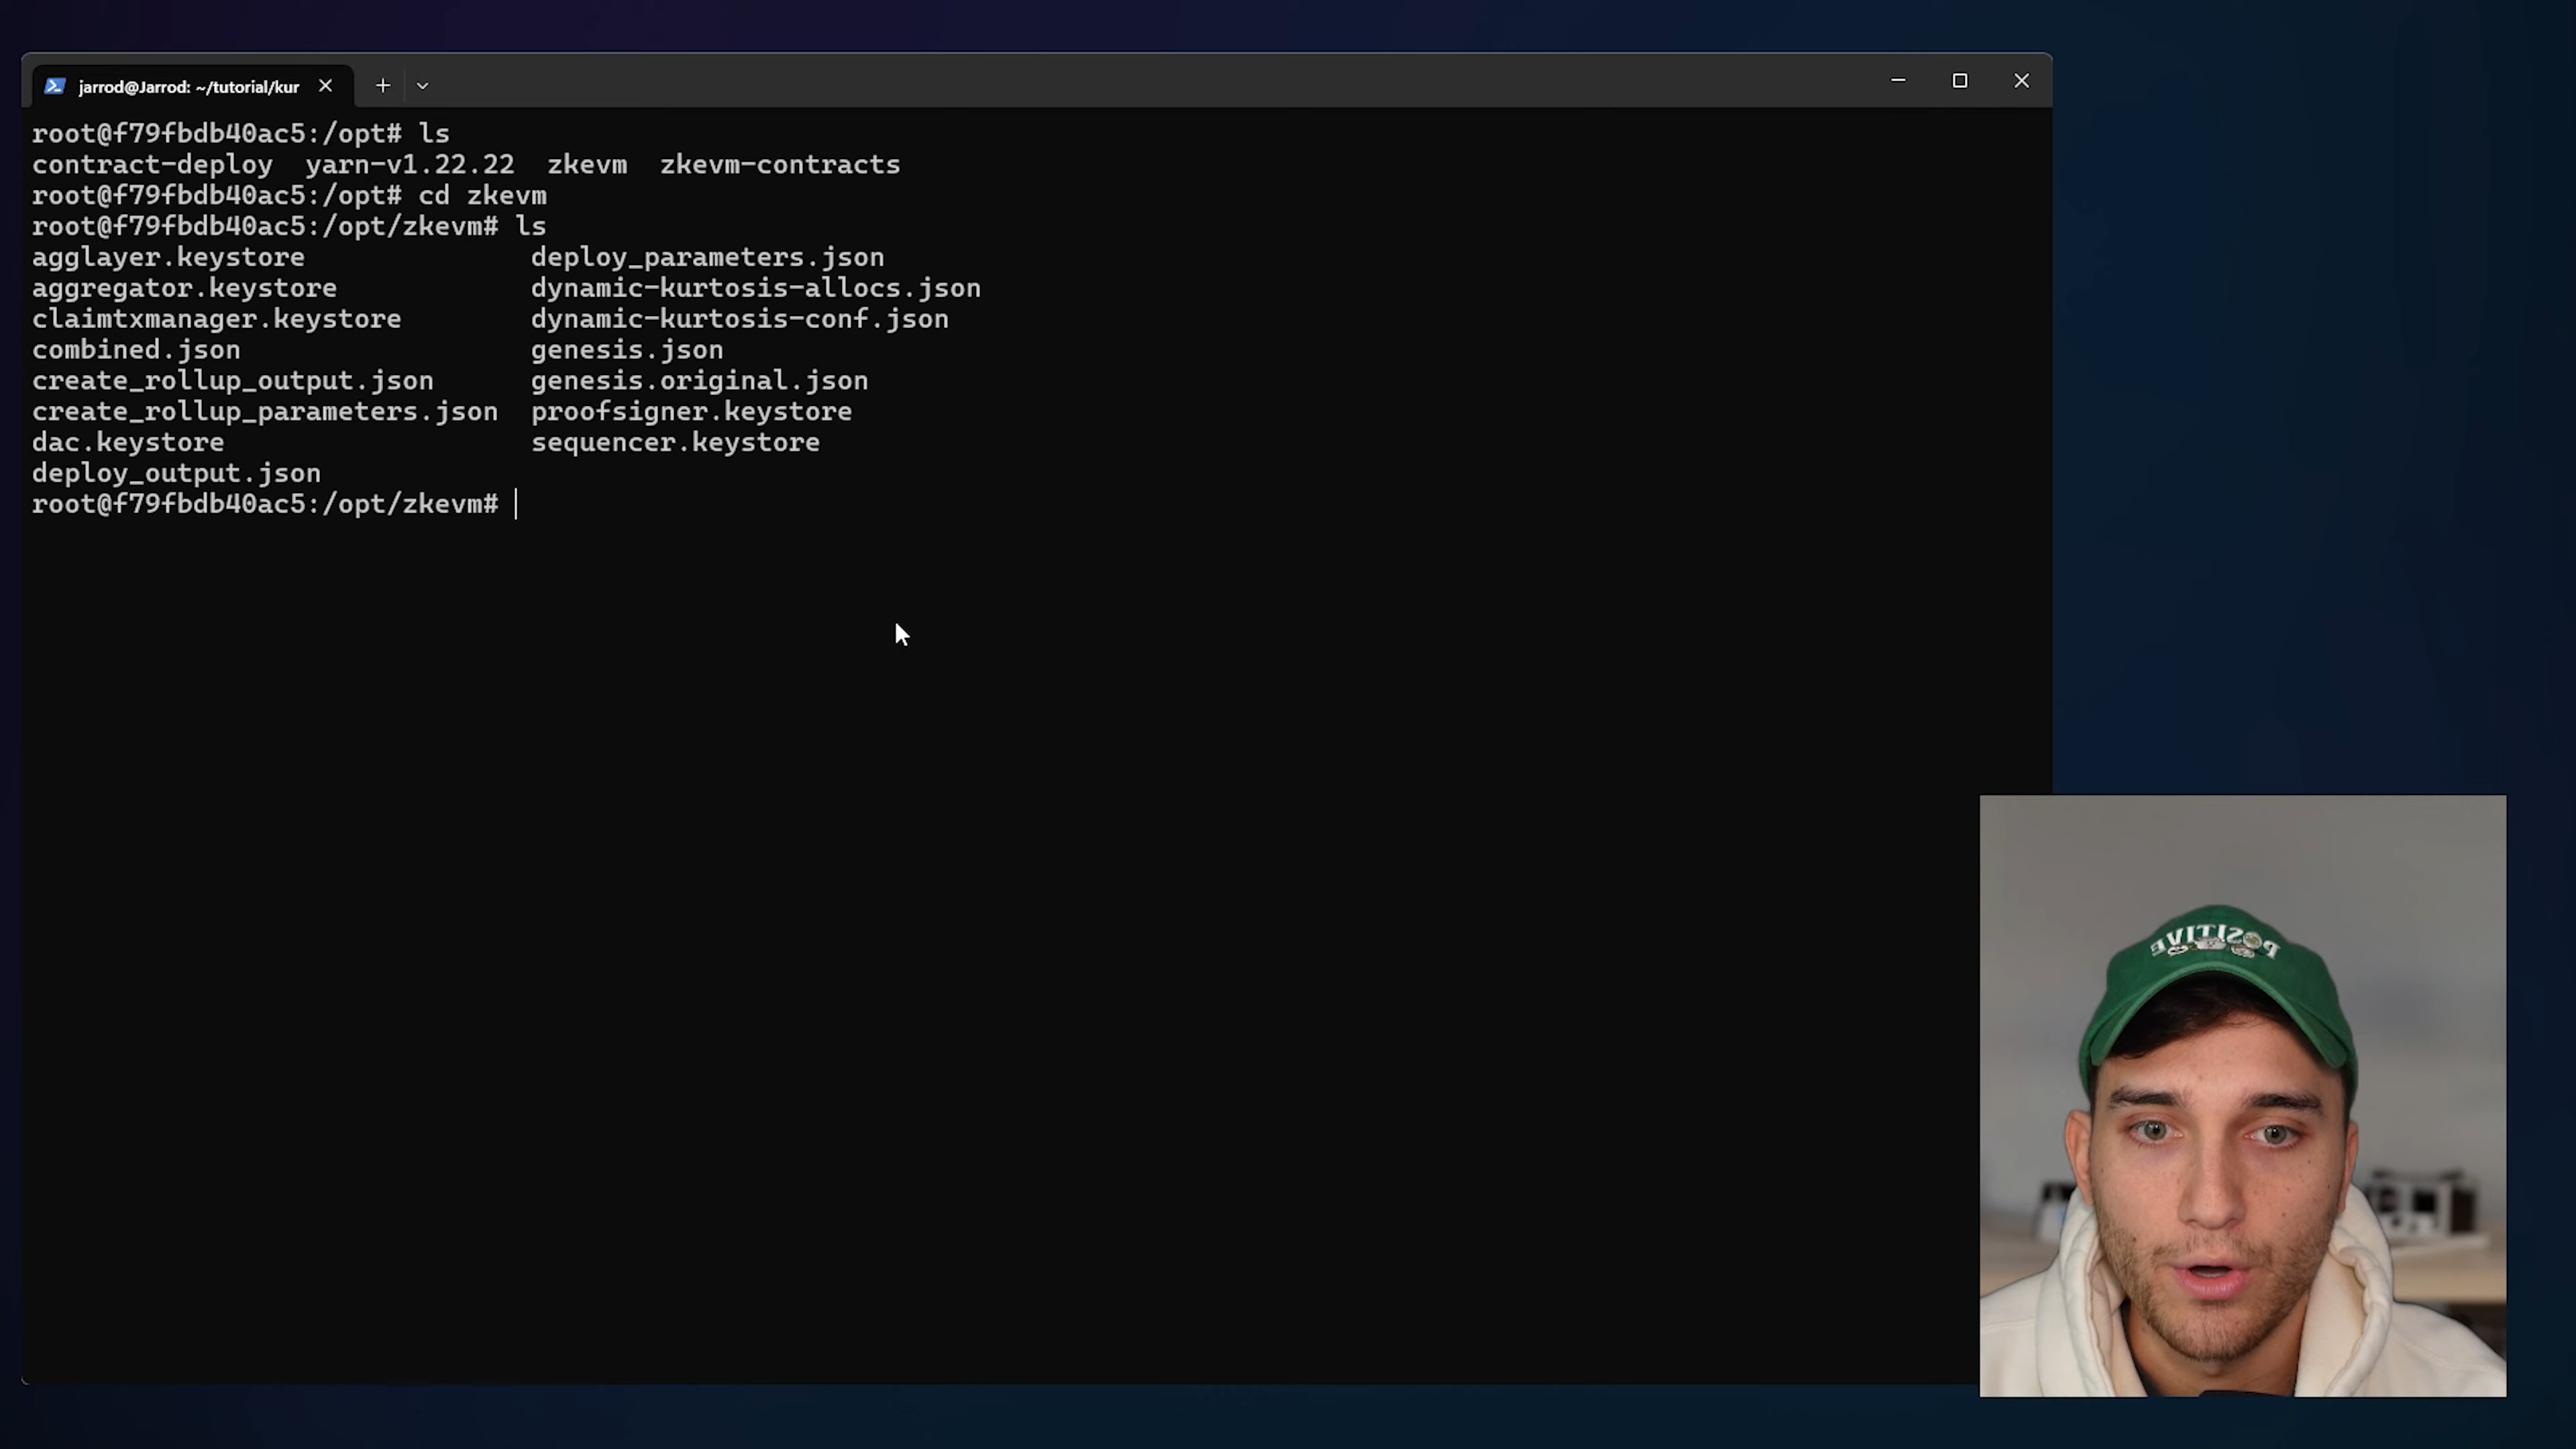 jarrod@Jarrod: ~/tutorial/kur
root@f79fbdb40ac5:/opt# ls
contract-deploy  yarn-v1.22.22  zkevm  zkevm-contracts
root@f79fbdb40ac5:/opt# cd zkevm
root@f79fbdb40ac5:/opt/zkevm# ls
agglayer.keystore              deploy_parameters.json
aggregator.keystore            dynamic-kurtosis-allocs.json
claimtxmanager.keystore        dynamic-kurtosis-conf.json
combined.json                  genesis.json
create_rollup_output.json      genesis.original.json
create_rollup_parameters.json  proofsigner.keystore
dac.keystore                   sequencer.keystore
deploy_output.json
root@f79fbdb40ac5:/opt/zkevm#
POSITIVE